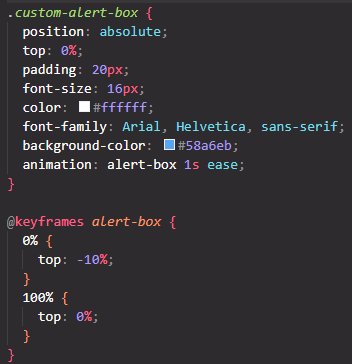 .custom-alert-box {
  position: absolute;
  top: 0%;
  padding: 20px;
  font-size: 16px;
  color: #ffffff;
  font-family: Arial, Helvetica, sans-serif;
  background-color: #58a6eb;
  animation: alert-box 1s ease;
}

@keyframes alert-box {
  0% {
    top: -10%;
  }
  100% {
    top: 0%;
  }
}